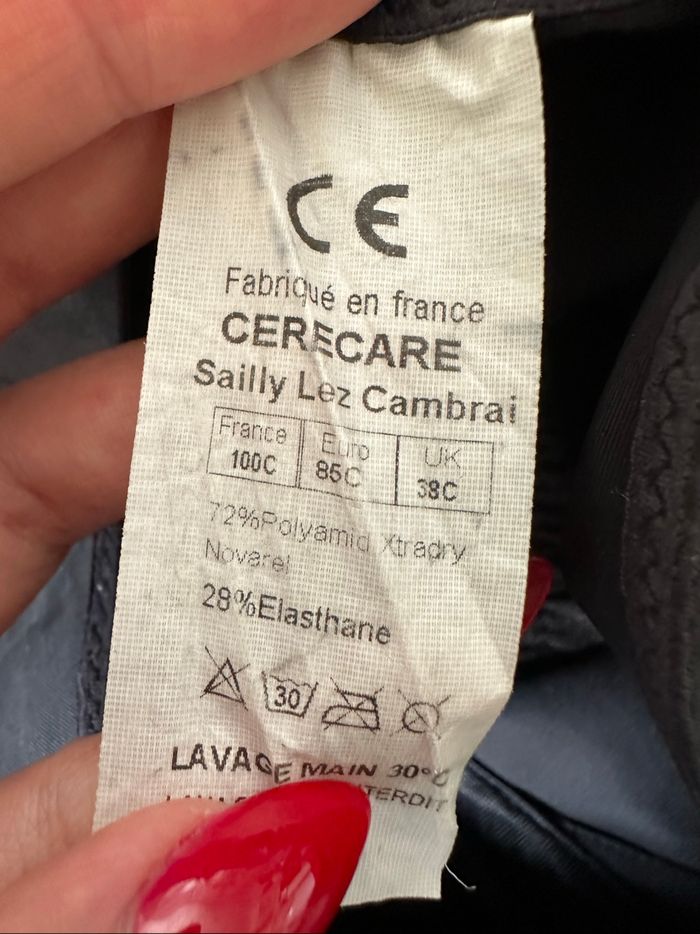 CE
Fabriqué en france
CERECARE
Sailly Lez Cambrai
France Euro UK
100C 85C 38C
72%Polyamid Xtradry
Novarel
28%Elasthane
30
LAVAGE MAIN 30°C